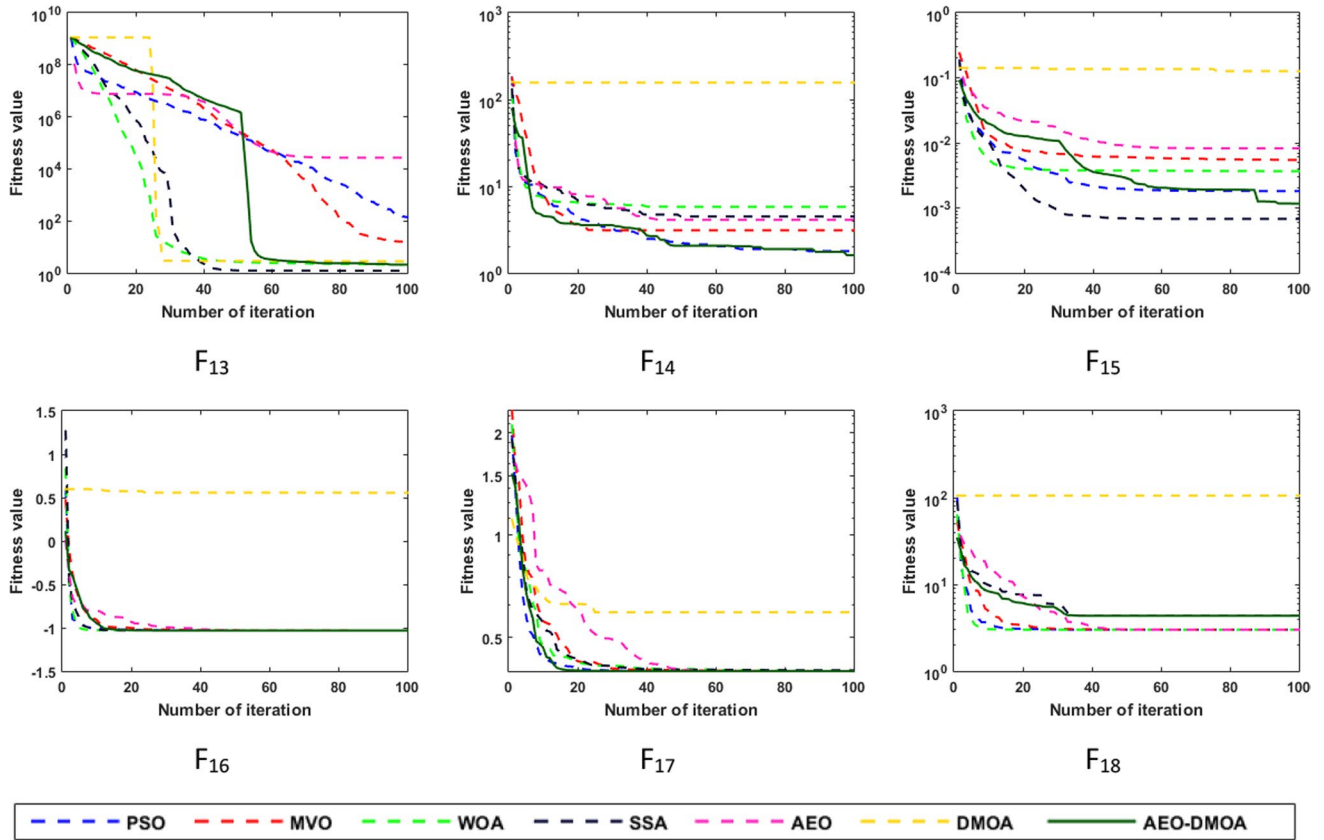 10^10
10^8
10^6
10^4
10^2
10^0
Fitness value
0 20 40 60 80 100
Number of iteration
F13
10^3
10^2
10^1
10^0
Fitness value
0 20 40 60 80 100
Number of iteration
F14
10^0
10^-1
10^-2
10^-3
10^-4
Fitness value
0 20 40 60 80 100
Number of iteration
F15
1.5
1
0.5
0
-0.5
-1
-1.5
Fitness value
0 20 40 60 80 100
Number of iteration
F16
2
1.5
1
0.5
Fitness value
0 20 40 60 80 100
Number of iteration
F17
10^3
10^2
10^1
10^0
Fitness value
0 20 40 60 80 100
Number of iteration
F18
PSO MVO WOA SSA AEO DMOA AEO-DMOA